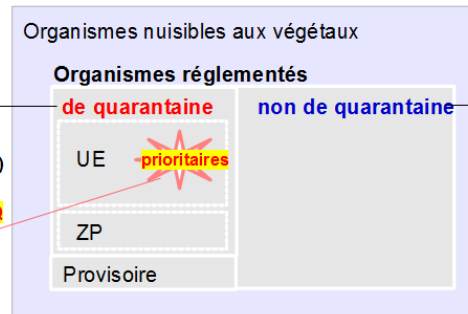 Organismes nuisibles aux végétaux
Organismes réglementés
de quarantaine non de quarantaine
UE prioritaires
)
ZP
Provisoire